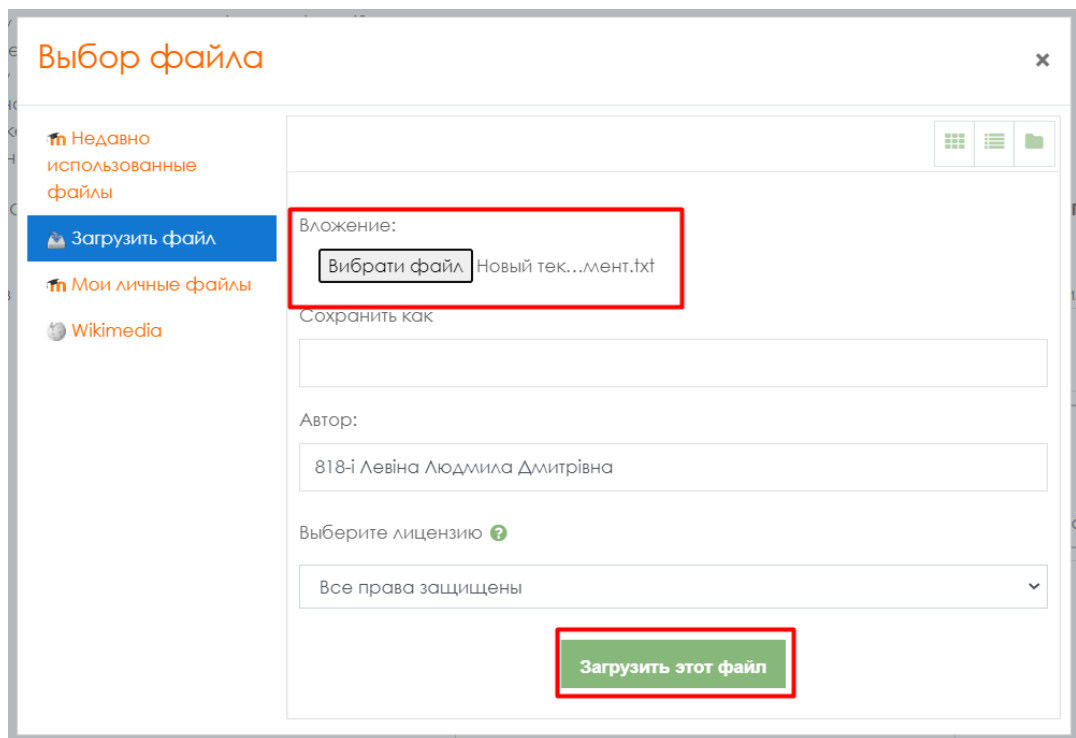 Выбор файла
×
Недавно
использованные
файлы
Загрузить файл
Мои личные файлы
Wikimedia
Вложение:
Вибрати файл Новый тек...мент.txt
Сохранить как
Автор:
818-і Левіна Людмила Дмитрівна
Выберите лицензию ?
Все права защищены
Загрузить этот файл